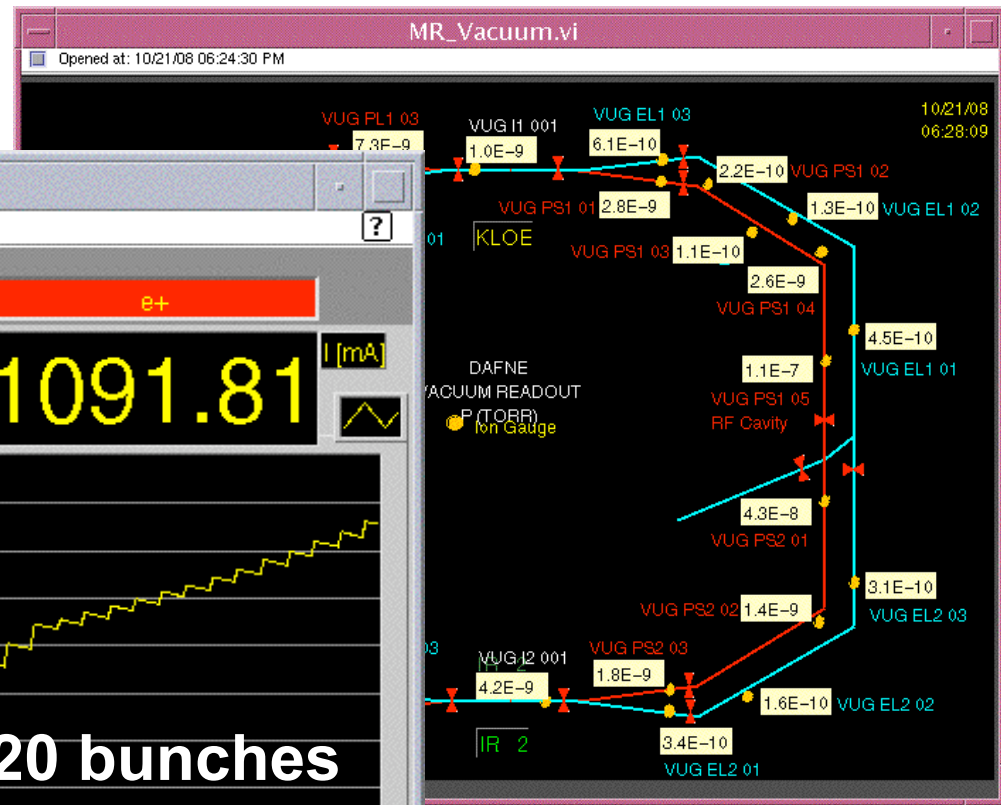 MR_Vacuum.vi
Opened at: 10/21/08 06:24:30 PM
10/21/08
06:28:09
VUG PL1 03
7.3E-9
VUG I1 001
1.0E-9
VUG EL1 03
6.1E-10
2.2E-10 VUG PS1 02
VUG PS1 01 2.8E-9
1.3E-10 VUG EL1 02
01
KLOE
VUG PS1 03 1.1E-10
2.6E-9
VUG PS1 04
4.5E-10
VUG EL1 01
DAFNE
VACUUM READOUT
P (TORR)
Ion Gauge
1.1E-7
VUG PS1 05
RF Cavity
4.3E-8
VUG PS2 01
3.1E-10
VUG EL2 03
VUG PS2 02 1.4E-9
03
VUG I2 001
IR 2
4.2E-9
VUG PS2 03
1.8E-9
1.6E-10 VUG EL2 02
IR 2
3.4E-10
VUG EL2 01
?
e+
1091.81
I [mA]
20 bunches